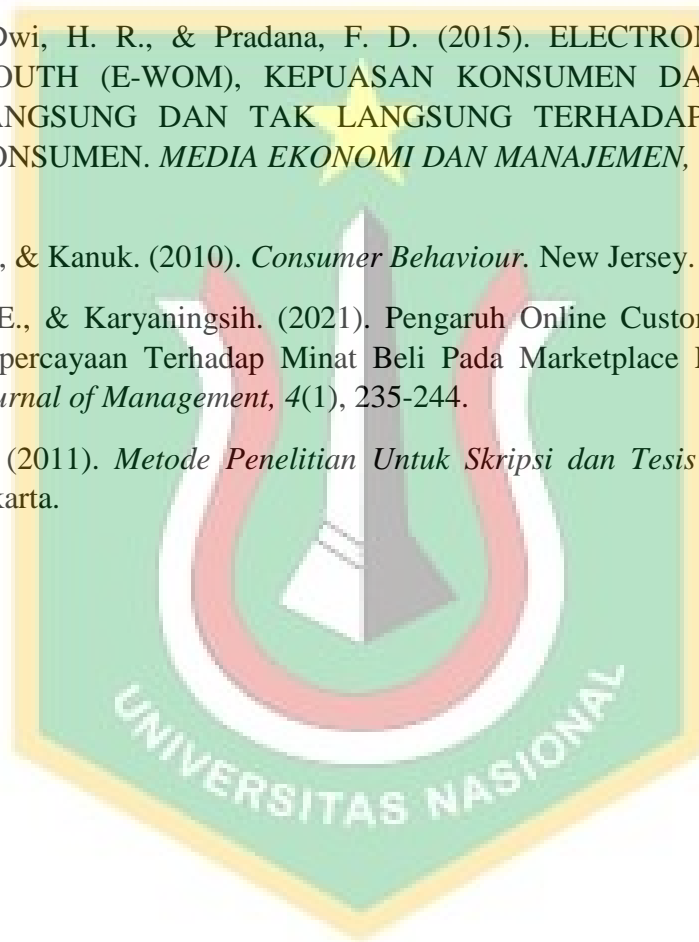 Dwi, H. R., & Pradana, F. D. (2015). ELECTRON
OUTH (E-WOM), KEPUASAN KONSUMEN DA
ANGSUNG DAN TAK LANGSUNG TERHADAP
ONSUMEN. MEDIA EKONOMI DAN MANAJEMEN,
, & Kanuk. (2010). Consumer Behaviour. New Jersey.
E., & Karyaningsih. (2021). Pengaruh Online Custom
percayaan Terhadap Minat Beli Pada Marketplace
urnal of Management, 4(1), 235-244.
(2011). Metode Penelitian Untuk Skripsi dan Tesis
karta.
UNIVERSITAS NASIONAL